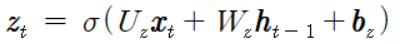 z_t = σ(U_z x_t + W_z h_{t−1} + b_z)